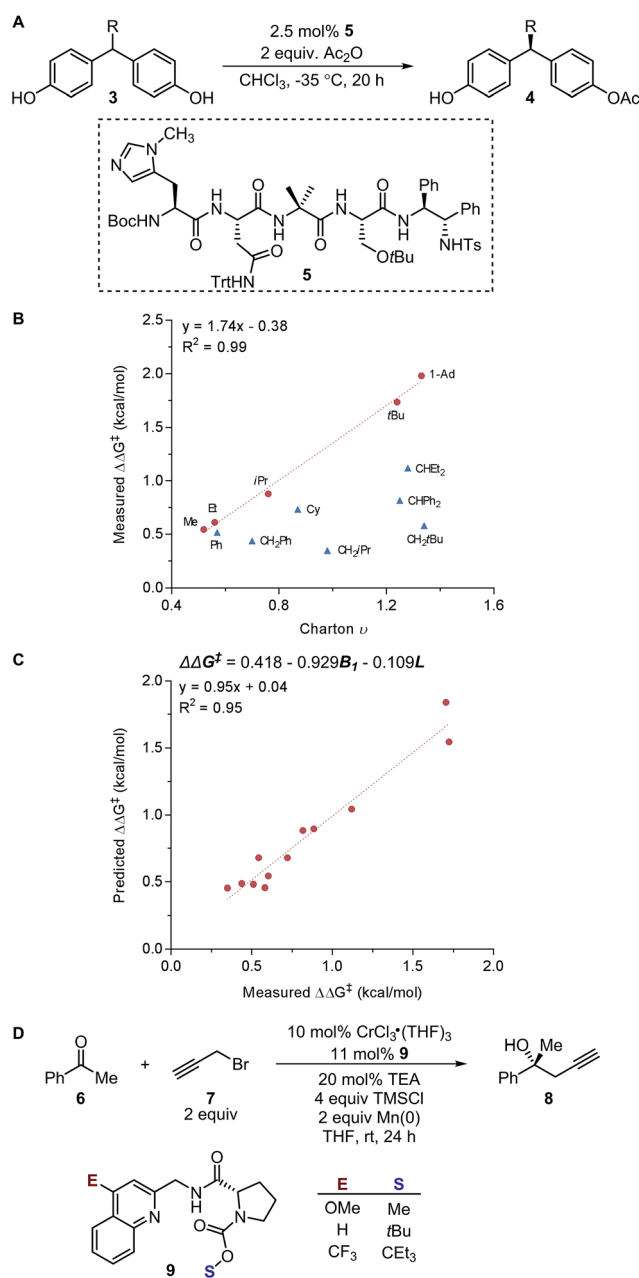 A
R
HO
OH
3
2.5 mol% 5
2 equiv. Ac2O
CHCl3, -35 °C, 20 h
R
HO
OAc
4
N
N
CH3
BocHN
O
H
N
O
N
H
O
H
N
O
H
N
Ph
Ph
NHTs
O
TrtHN
OtBu
5
B
y = 1.74x - 0.38
R2 = 0.99
Measured ΔΔG‡ (kcal/mol)
2.5
2.0
1.5
1.0
0.5
0.0
1-Ad
tBu
iPr
CHEt2
Cy
CHPh2
Me
Et
Ph
CH2Ph
CH2iPr
CH2tBu
0.4
0.8
1.2
1.6
Charton υ
C
ΔΔG‡ = 0.418 - 0.929B1 - 0.109L
y = 0.95x + 0.04
R2 = 0.95
Predicted ΔΔG‡ (kcal/mol)
2.0
1.5
1.0
0.5
0.0
0.0
0.5
1.0
1.5
2.0
Measured ΔΔG‡ (kcal/mol)
D
O
Ph
Me
6
+
Br
7
2 equiv
10 mol% CrCl3•(THF)3
11 mol% 9
20 mol% TEA
4 equiv TMSCl
2 equiv Mn(0)
THF, rt, 24 h
HO
Me
Ph
8
E
N
N
H
O
N
O
O
S
9
E S
OMe Me
H tBu
CF3 CEt3